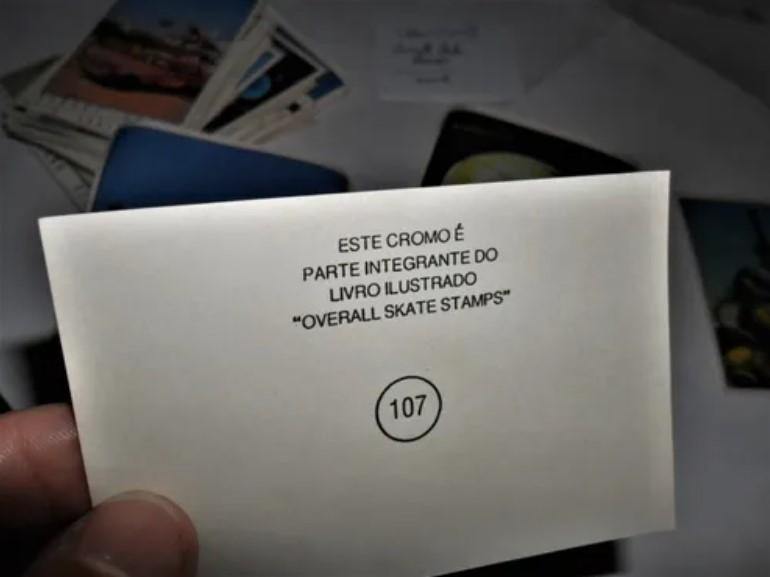 ESTE CROMO É
PARTE INTEGRANTE DO
LIVRO ILUSTRADO
"OVERALL SKATE STAMPS"
107